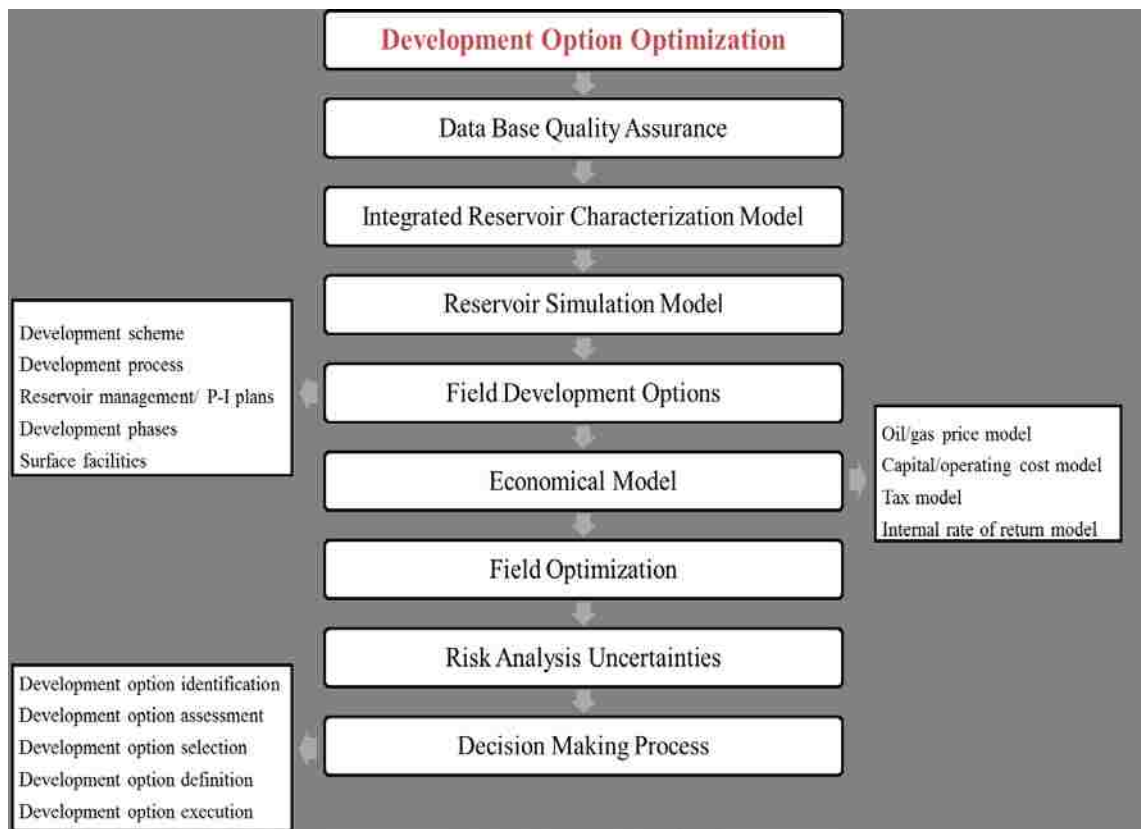 Development Option Optimization
Data Base Quality Assurance
Integrated Reservoir Characterization Model
Reservoir Simulation Model
Development scheme
Development process
Reservoir management/ P-I plans
Development phases
Surface facilities
Field Development Options
Oil/gas price model
Capital/operating cost model
Tax model
Internal rate of return model
Economical Model
Field Optimization
Risk Analysis Uncertainties
Development option identification
Development option assessment
Development option selection
Development option definition
Development option execution
Decision Making Process